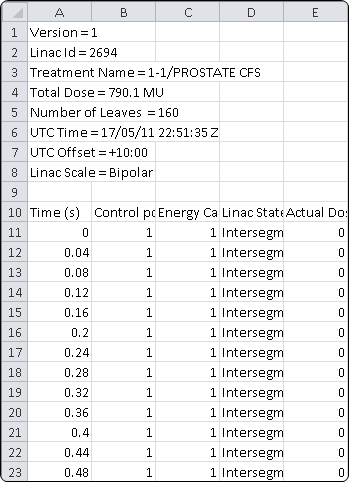 A B C D E
1 Version = 1
2 Linac Id = 2694
3 Treatment Name = 1-1/PROSTATE CFS
4 Total Dose = 790.1 MU
5 Number of Leaves = 160
6 UTC Time = 17/05/11 22:51:35 Z
7 UTC Offset = +10:00
8 Linac Scale = Bipolar
9
10 Time (s) Control po Energy Ca Linac State Actual Dos
11 0 1 1 Intersegm 0
12 0.04 1 1 Intersegm 0
13 0.08 1 1 Intersegm 0
14 0.12 1 1 Intersegm 0
15 0.16 1 1 Intersegm 0
16 0.2 1 1 Intersegm 0
17 0.24 1 1 Intersegm 0
18 0.28 1 1 Intersegm 0
19 0.32 1 1 Intersegm 0
20 0.36 1 1 Intersegm 0
21 0.4 1 1 Intersegm 0
22 0.44 1 1 Intersegm 0
23 0.48 1 1 Intersegm 0